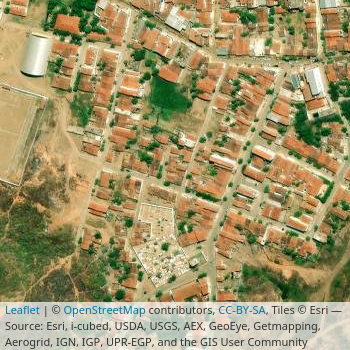 Leaflet | © OpenStreetMap contributors, CC-BY-SA, Tiles © Esri —
Source: Esri, i-cubed, USDA, USGS, AEX, GeoEye, Getmapping,
Aerogrid, IGN, IGP, UPR-EGP, and the GIS User Community